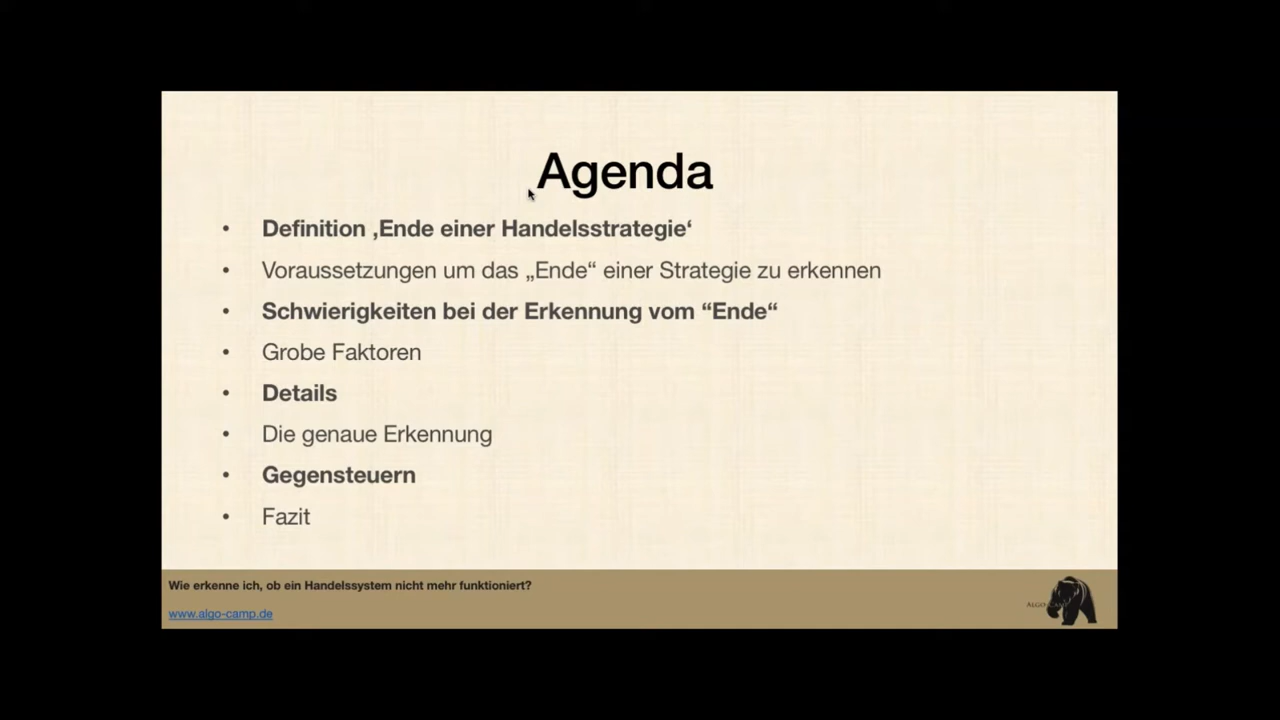 Agenda
• Definition ‚Ende einer Handelsstrategie‘
• Voraussetzungen um das „Ende“ einer Strategie zu erkennen
• Schwierigkeiten bei der Erkennung vom “Ende“
• Grobe Faktoren
• Details
• Die genaue Erkennung
• Gegensteuern
• Fazit
Wie erkenne ich, ob ein Handelssystem nicht mehr funktioniert?
www.algo-camp.de